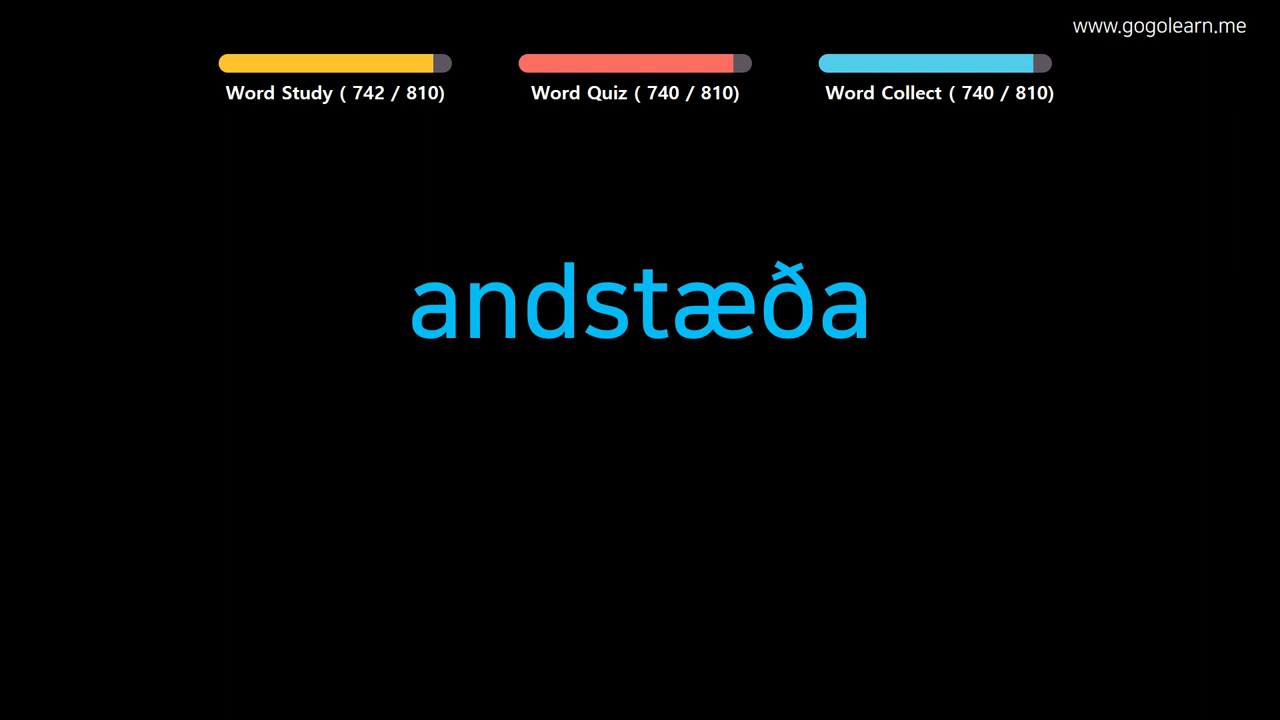 www.gogolearn.me
Word Study ( 742 / 810)
Word Quiz ( 740 / 810)
Word Collect ( 740 / 810)
andstæða